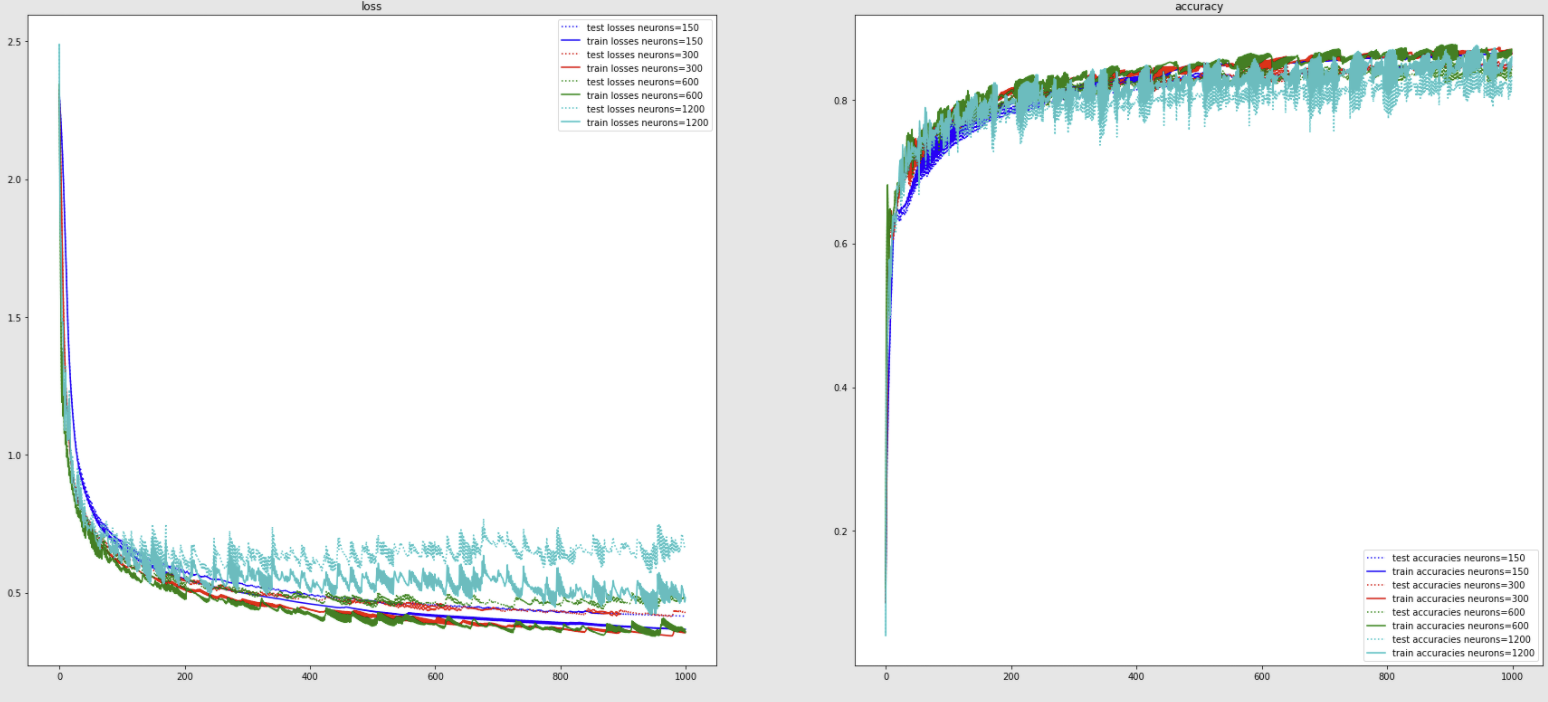 loss
2.5
2.0
1.5
1.0
0.5
0 200 400 600 800 1000
test losses neurons=150
train losses neurons=150
test losses neurons=300
train losses neurons=300
test losses neurons=600
train losses neurons=600
test losses neurons=1200
train losses neurons=1200
accuracy
0.8
0.6
0.4
0.2
0 200 400 600 800 1000
test accuracies neurons=150
train accuracies neurons=150
test accuracies neurons=300
train accuracies neurons=300
test accuracies neurons=600
train accuracies neurons=600
test accuracies neurons=1200
train accuracies neurons=1200